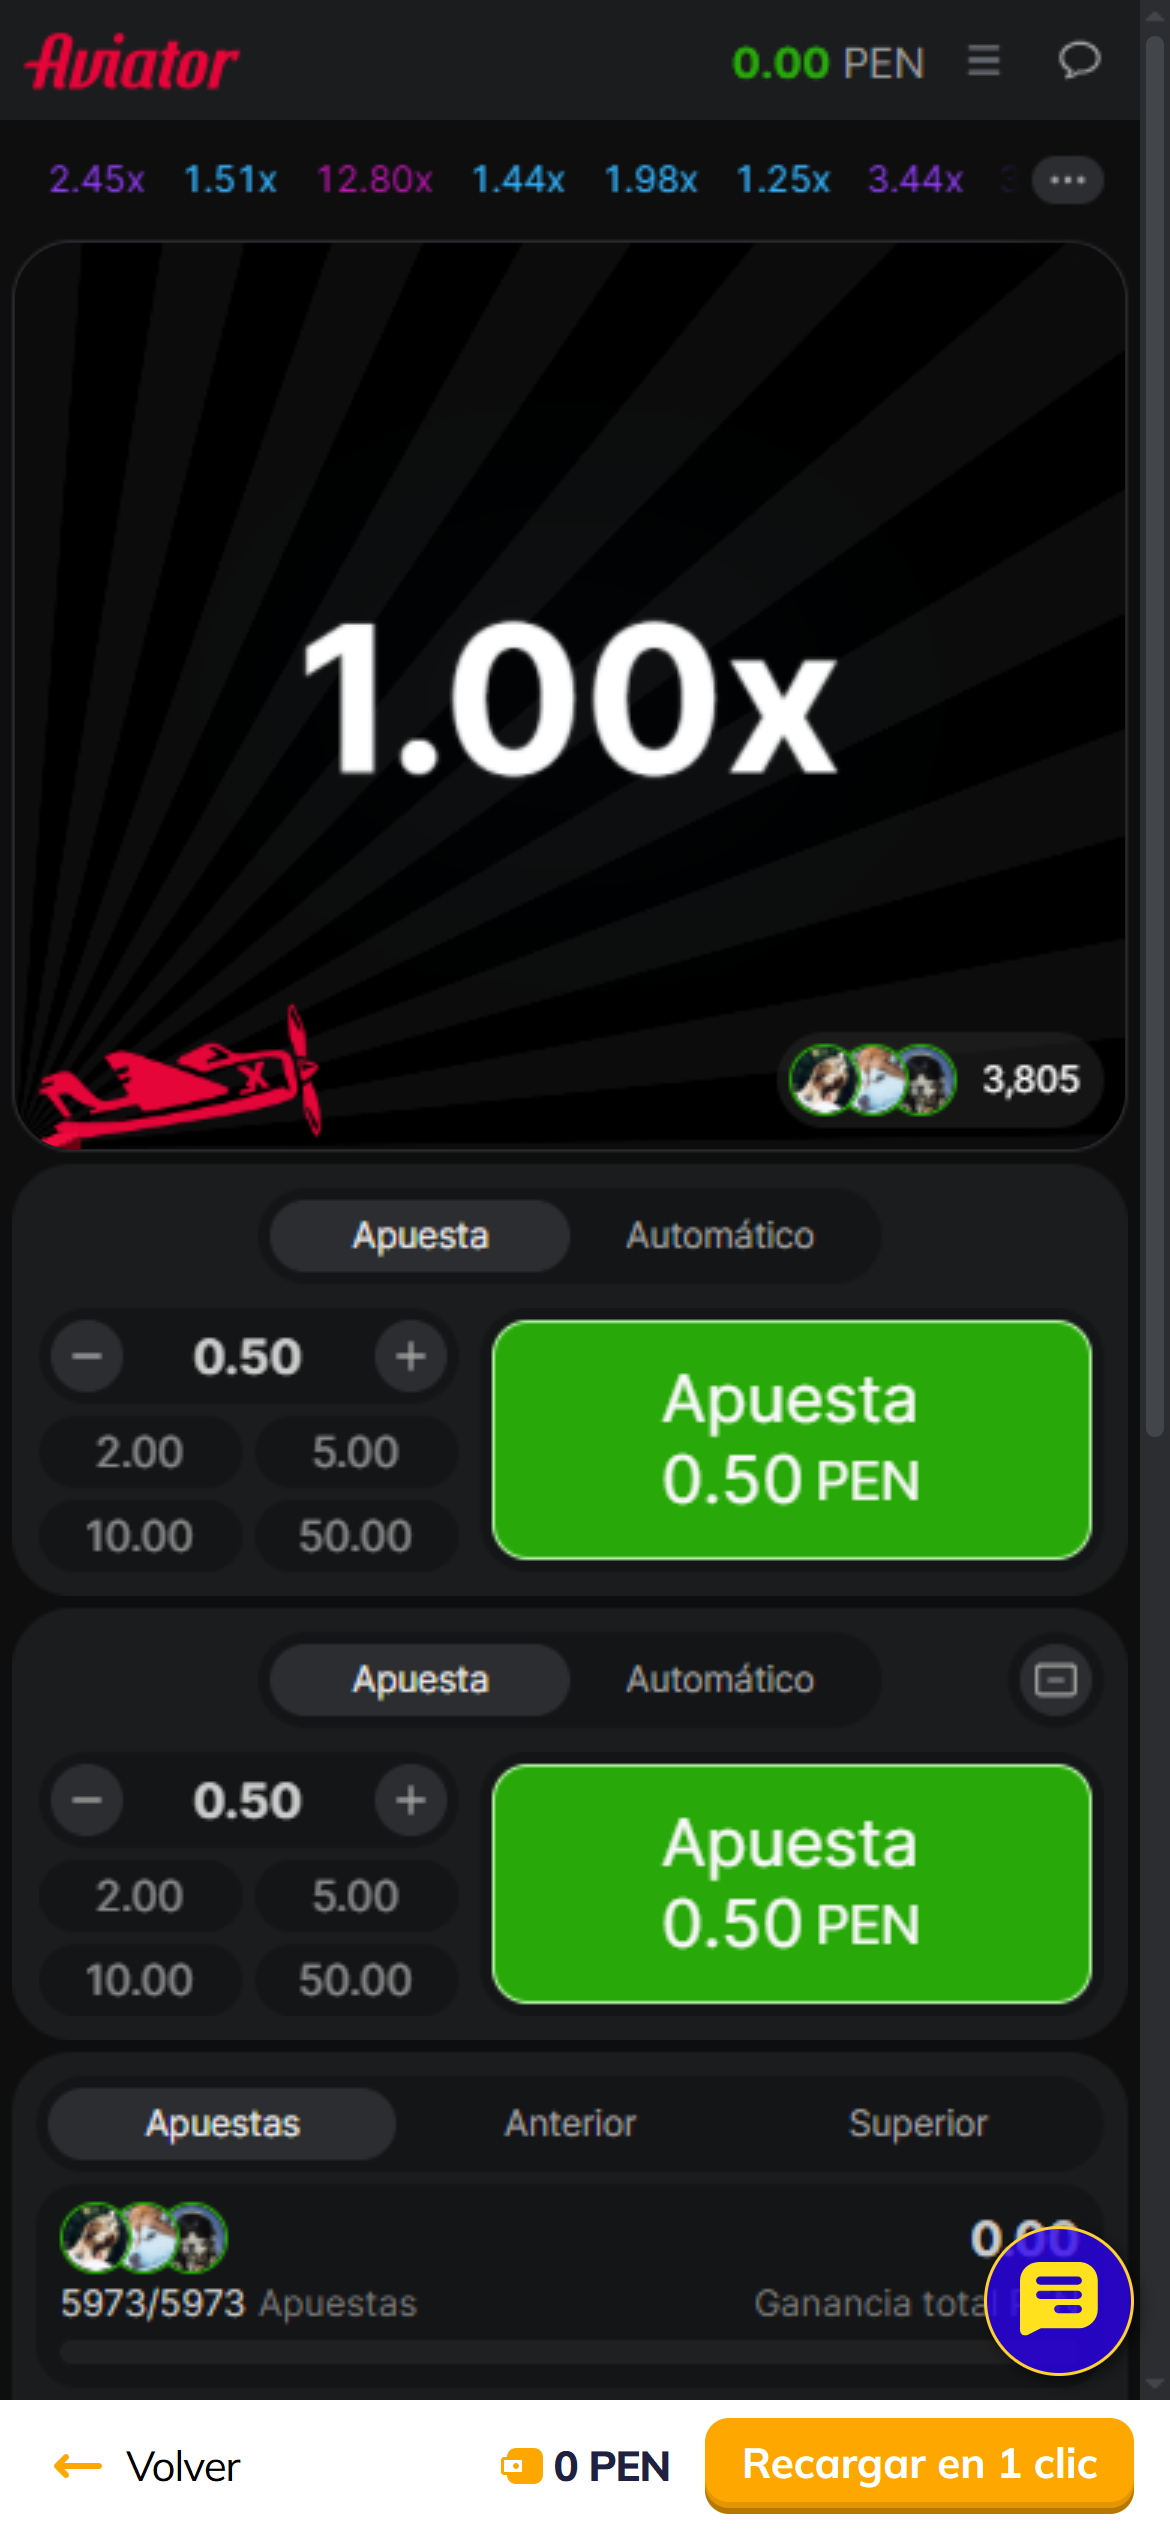 Aviator 0.00 PEN
2.45x 1.51x 12.80x 1.44x 1.98x 1.25x 3.44x
1.00x
3,805
Apuesta Automático
0.50
2.00 5.00
10.00 50.00
Apuesta
0.50 PEN
Apuesta Automático
0.50
2.00 5.00
10.00 50.00
Apuesta
0.50 PEN
Apuestas Anterior Superior
0.00
5973/5973 Apuestas Ganancia total
Volver 0 PEN Recargar en 1 clic